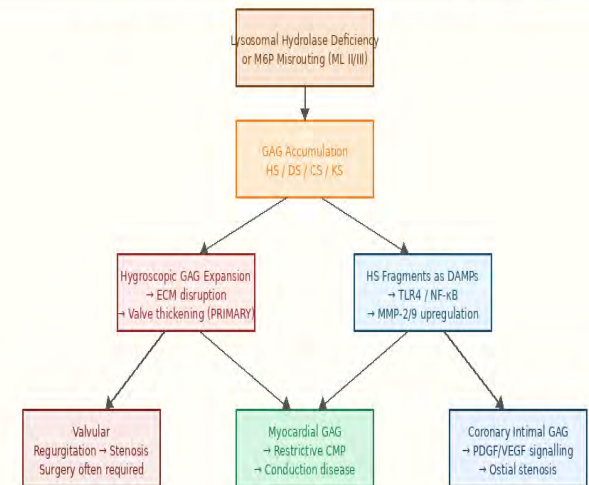 Lysosomal Hydrolase Deficiency
or M6P Misrouting (ML II/III)
GAG Accumulation
HS / DS / CS / KS
Hygroscopic GAG Expansion
→ ECM disruption
→ Valve thickening (PRIMARY)
HS Fragments as DAMPs
→ TLR4 / NF-κB
→ MMP-2/9 upregulation
Valvular
Regurgitation → Stenosis
Surgery often required
Myocardial GAG
→ Restrictive CMP
→ Conduction disease
Coronary Intimal GAG
→ PDGF/VEGF signalling
→ Ostial stenosis